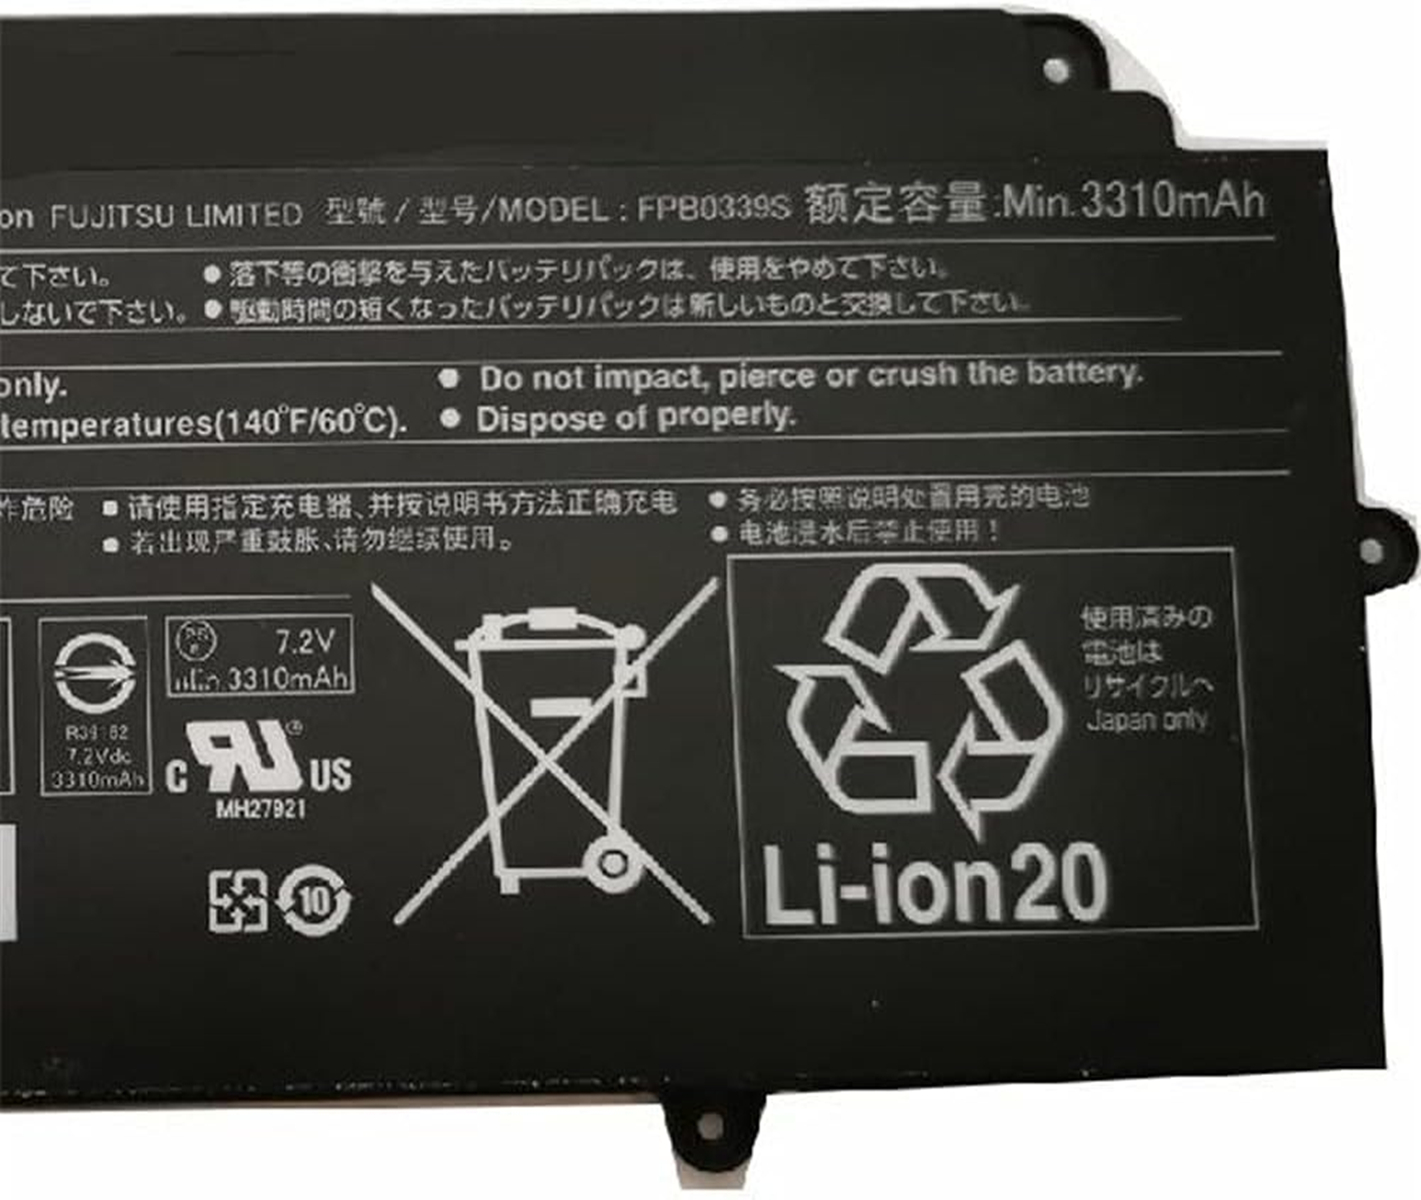 on FUJITSU LIMITED 型號 / 型号/MODEL : FPB0339S 额定容量:Min.3310mAh
て下さい。 ●落下等の衝撃を与えたバッテリパックは、使用をやめて下さい。
しないで下さい。 ●駆動時間の短くなったバッテリパックは新しいものと交換して下さい。
only. ● Do not impact, pierce or crush the battery.
temperatures(140°F/60°C). ● Dispose of properly.
作危险 ■请使用指定充电器、并按说明书方法正确充电 ●务必按照说明处置用完的电池
●若出现严重鼓胀、请勿继续使用。 ●电池浸水后禁止使用！
7.2V
Min.3310mAh
7.2Vdc
3310mAh
C RU® US
MH27921
10
使用済みの
電池は
リサイクルへ
Japan only
Li-ion20